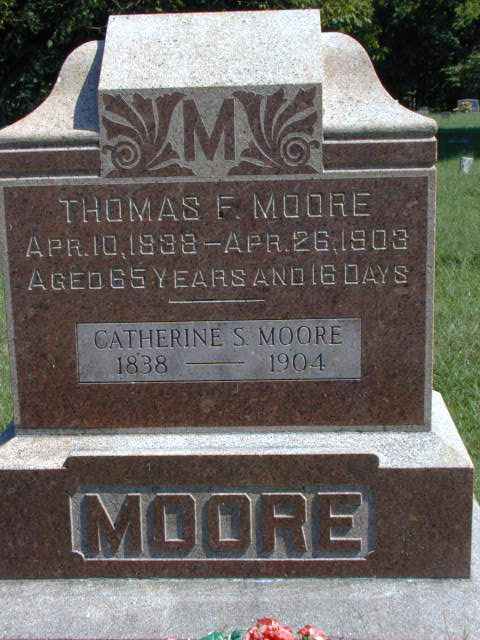 M
THOMAS F. MOORE
APR. 10, 1838 - APR. 26, 1903
AGED 65 YEARS AND 16 DAYS
CATHERINE S. MOORE
1838 — 1904
MOORE